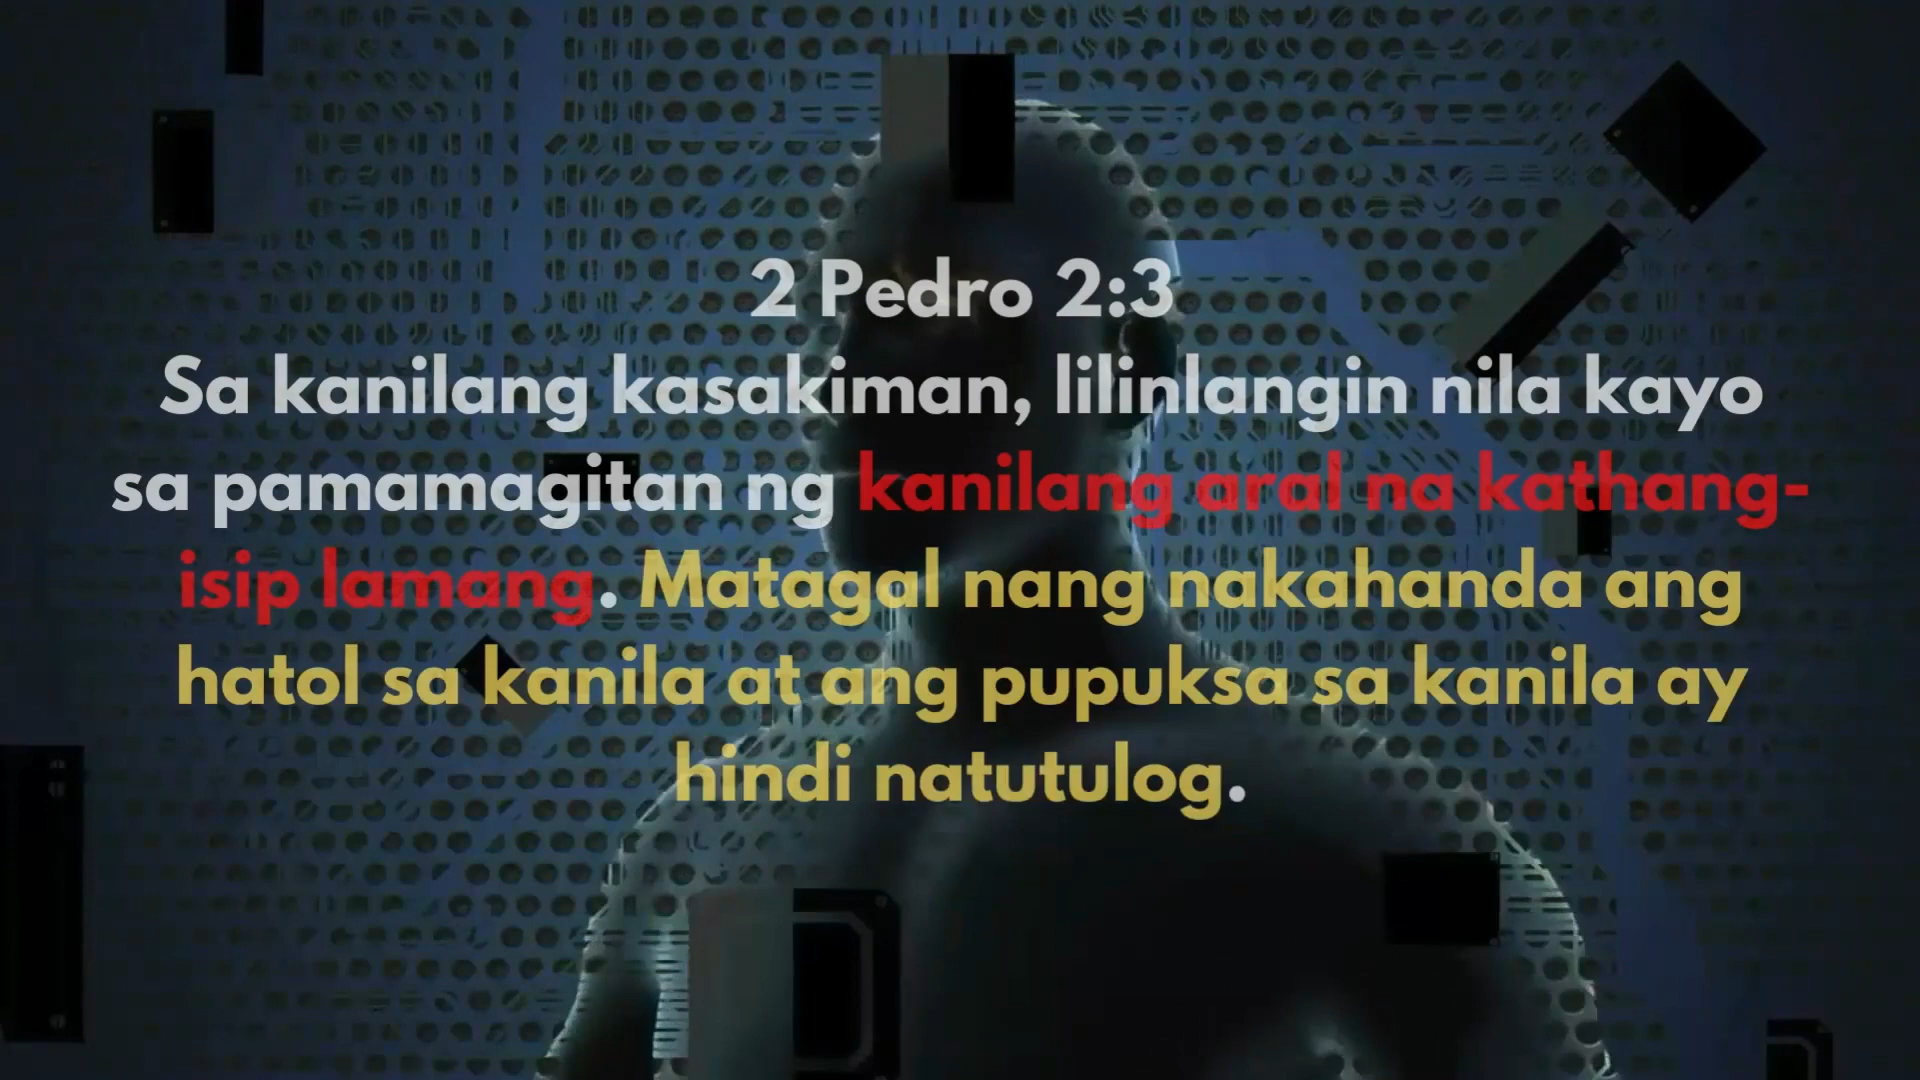 2 Pedro 2:3
Sa kanilang kasakiman, lilinlangin nila kayo
sa pamamagitan ng kanilang aral na kathang-
isip lamang. Matagal nang nakahanda ang
hatol sa kanila at ang pupuksa sa kanila ay
hindi natutulog.